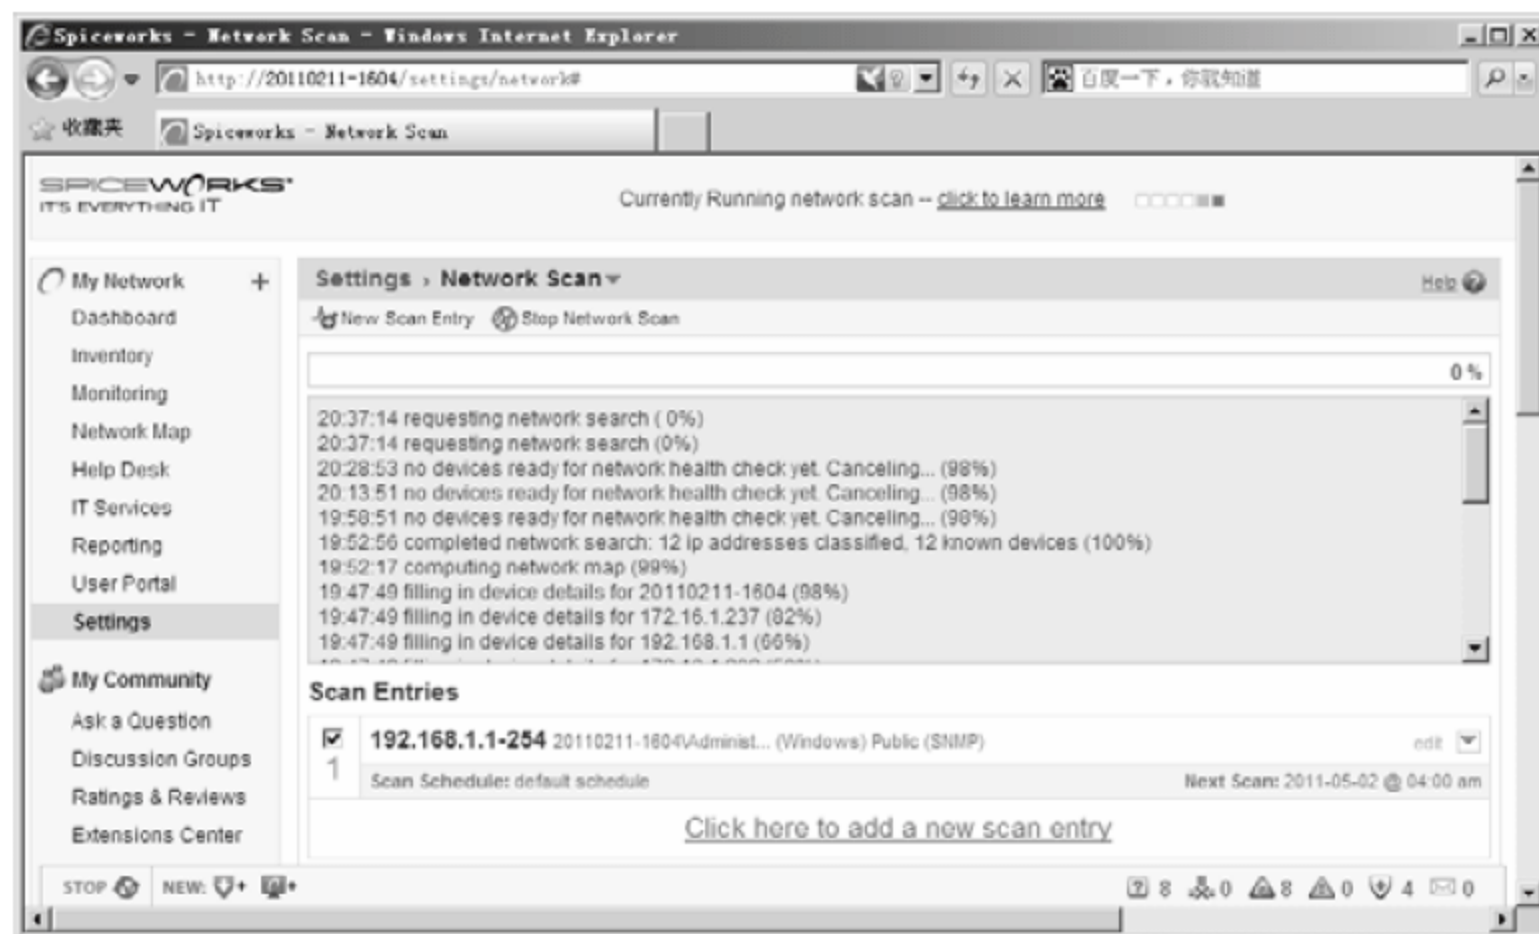 Spiceworks - Network Scan - Windows Internet Explorer
http://20110211-1604/settings/network#
百度一下，你就知道
收藏夹
Spiceworks - Network Scan
SPICEWORKS
IT'S EVERYTHING IT
Currently Running network scan -- click to learn more
My Network +
Dashboard
Inventory
Monitoring
Network Map
Help Desk
IT Services
Reporting
User Portal
Settings
My Community
Ask a Question
Discussion Groups
Ratings & Reviews
Extensions Center
Settings › Network Scan
Help
New Scan Entry
Stop Network Scan
0 %
20:37:14 requesting network search ( 0%)
20:37:14 requesting network search (0%)
20:28:53 no devices ready for network health check yet. Canceling... (98%)
20:13:51 no devices ready for network health check yet. Canceling... (98%)
19:58:51 no devices ready for network health check yet. Canceling... (98%)
19:52:56 completed network search: 12 ip addresses classified, 12 known devices (100%)
19:52:17 computing network map (99%)
19:47:49 filling in device details for 20110211-1604 (98%)
19:47:49 filling in device details for 172.16.1.237 (82%)
19:47:49 filling in device details for 192.168.1.1 (66%)
Scan Entries
1
192.168.1.1-254 20110211-1604\Administ... (Windows) Public (SNMP)
edit
Scan Schedule: default schedule
Next Scan: 2011-05-02 @ 04:00 am
Click here to add a new scan entry
STOP
NEW:
8 0 8 0 4 0